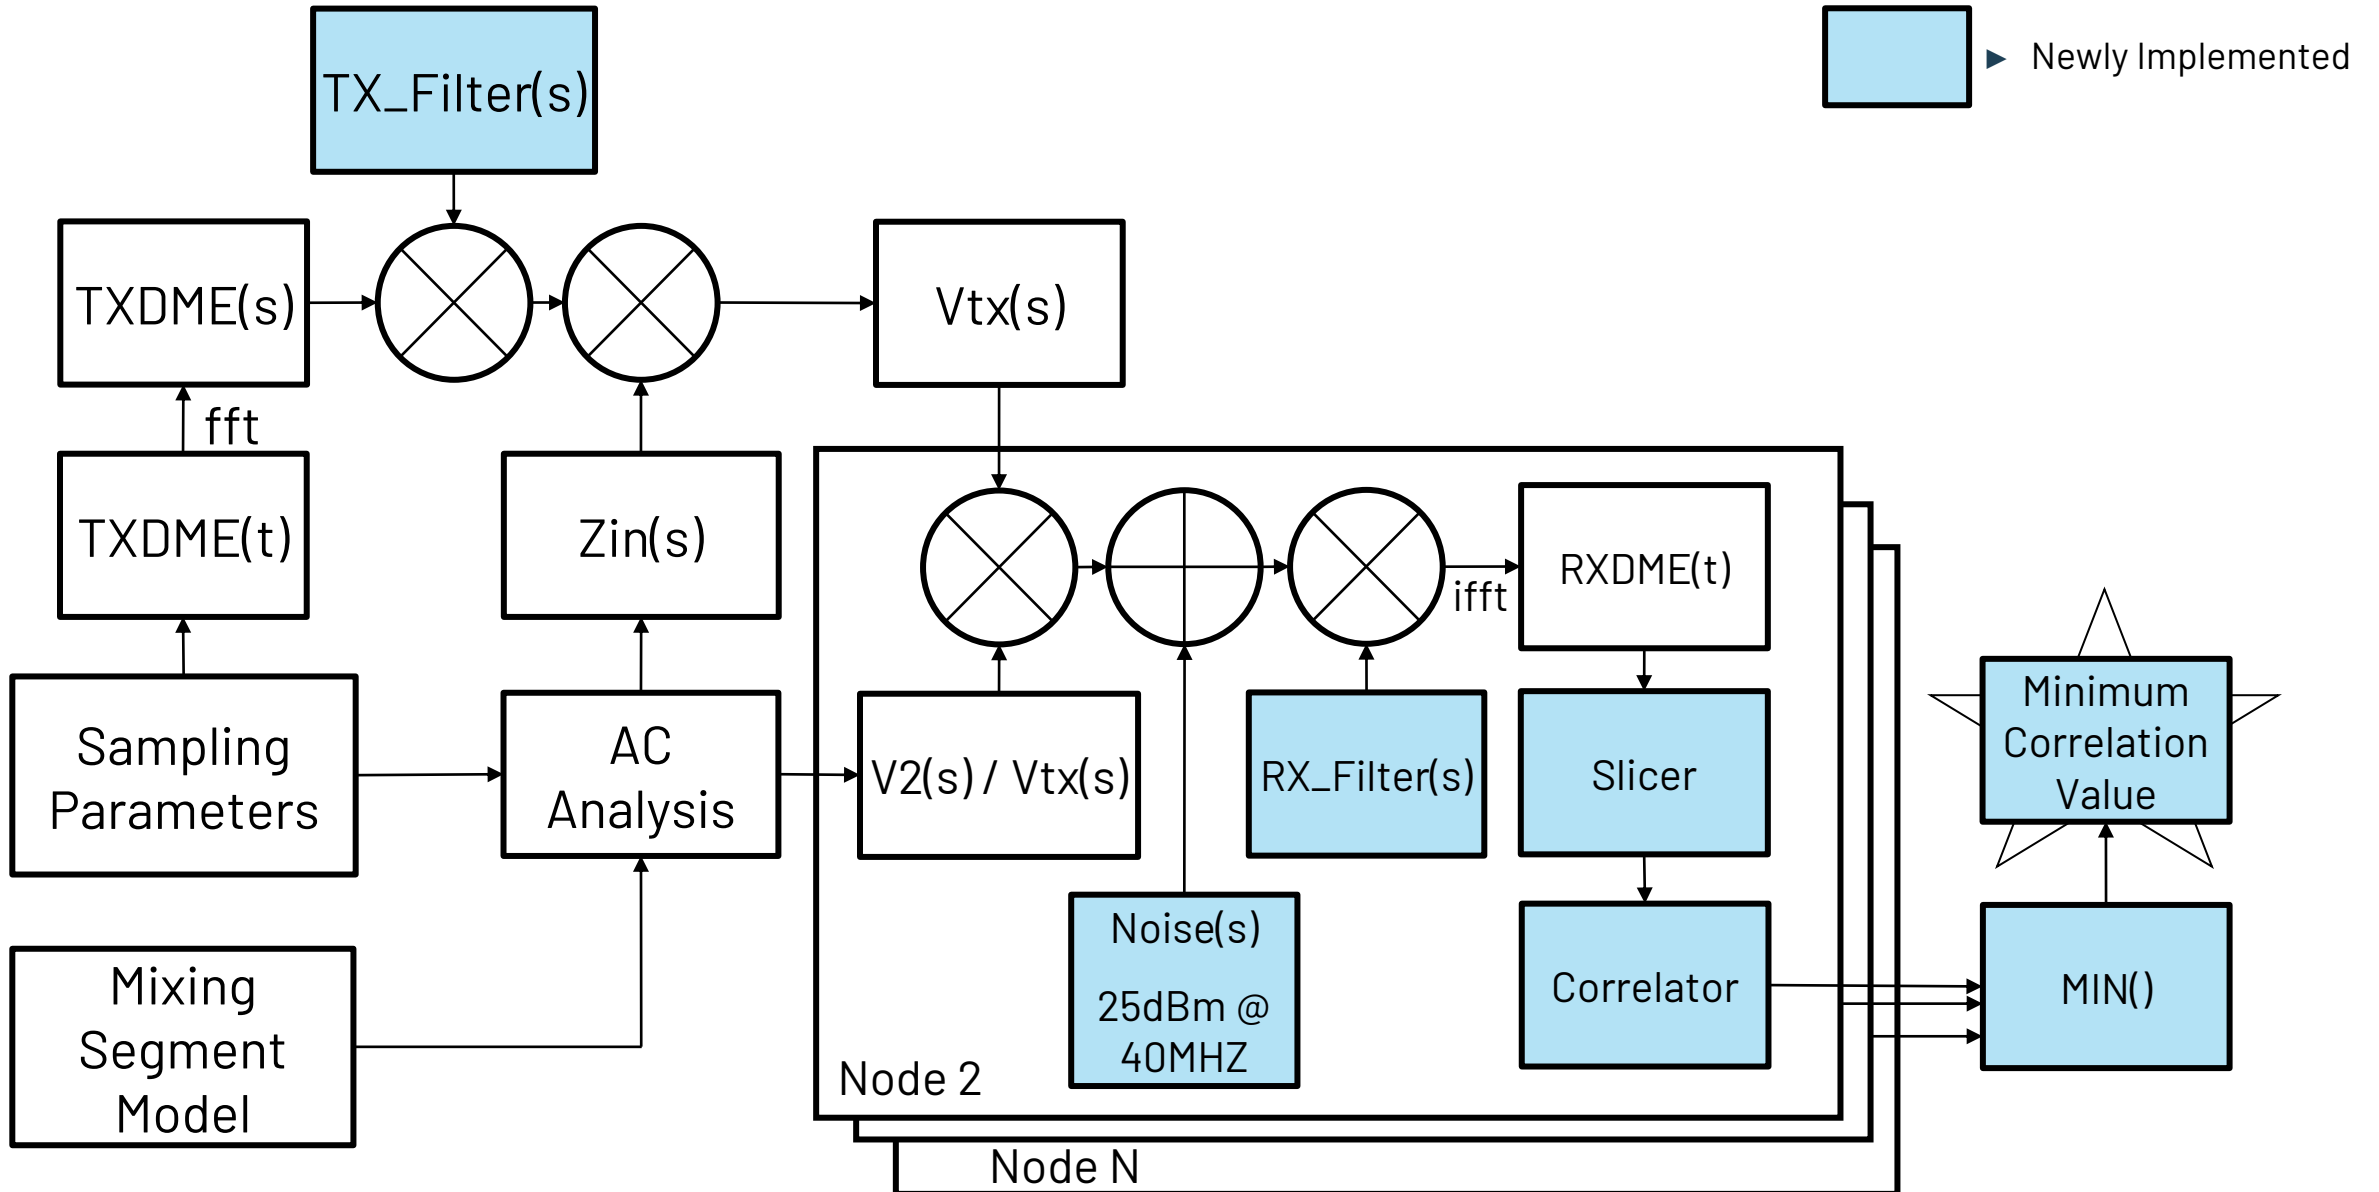 TX_Filter(s)
Newly Implemented
TXDME(s)
Vtx(s)
fft
TXDME(t)
Zin(s)
RXDME(t)
ifft
Sampling
Parameters
AC
Analysis
V2(s) / Vtx(s)
RX_Filter(s)
Slicer
Minimum
Correlation
Value
Noise(s)
25dBm @
40MHZ
Correlator
MIN()
Mixing
Segment
Model
Node 2
Node N